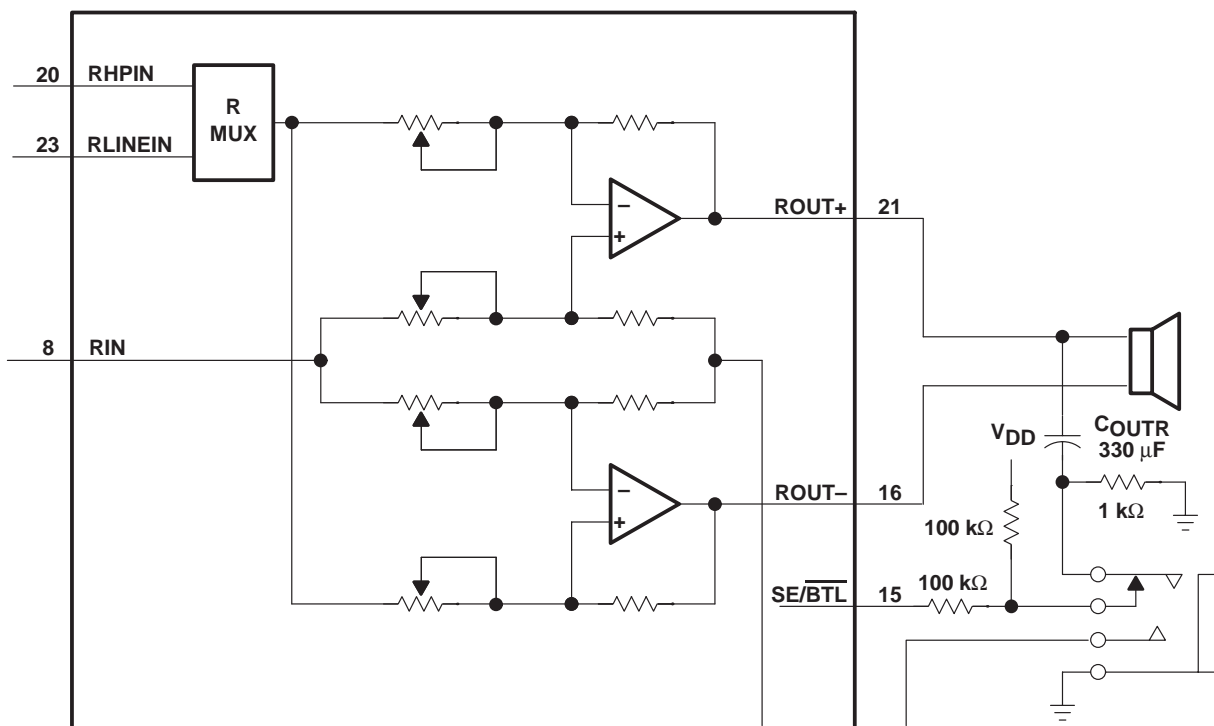 20 RHPIN
R
MUX
23 RLINEIN
−
+
ROUT+ 21
8 RIN
VDD
COUTR
330 μF
−
+
ROUT− 16
1 kΩ
100 kΩ
100 kΩ
SE/B̅T̅L̅ 15